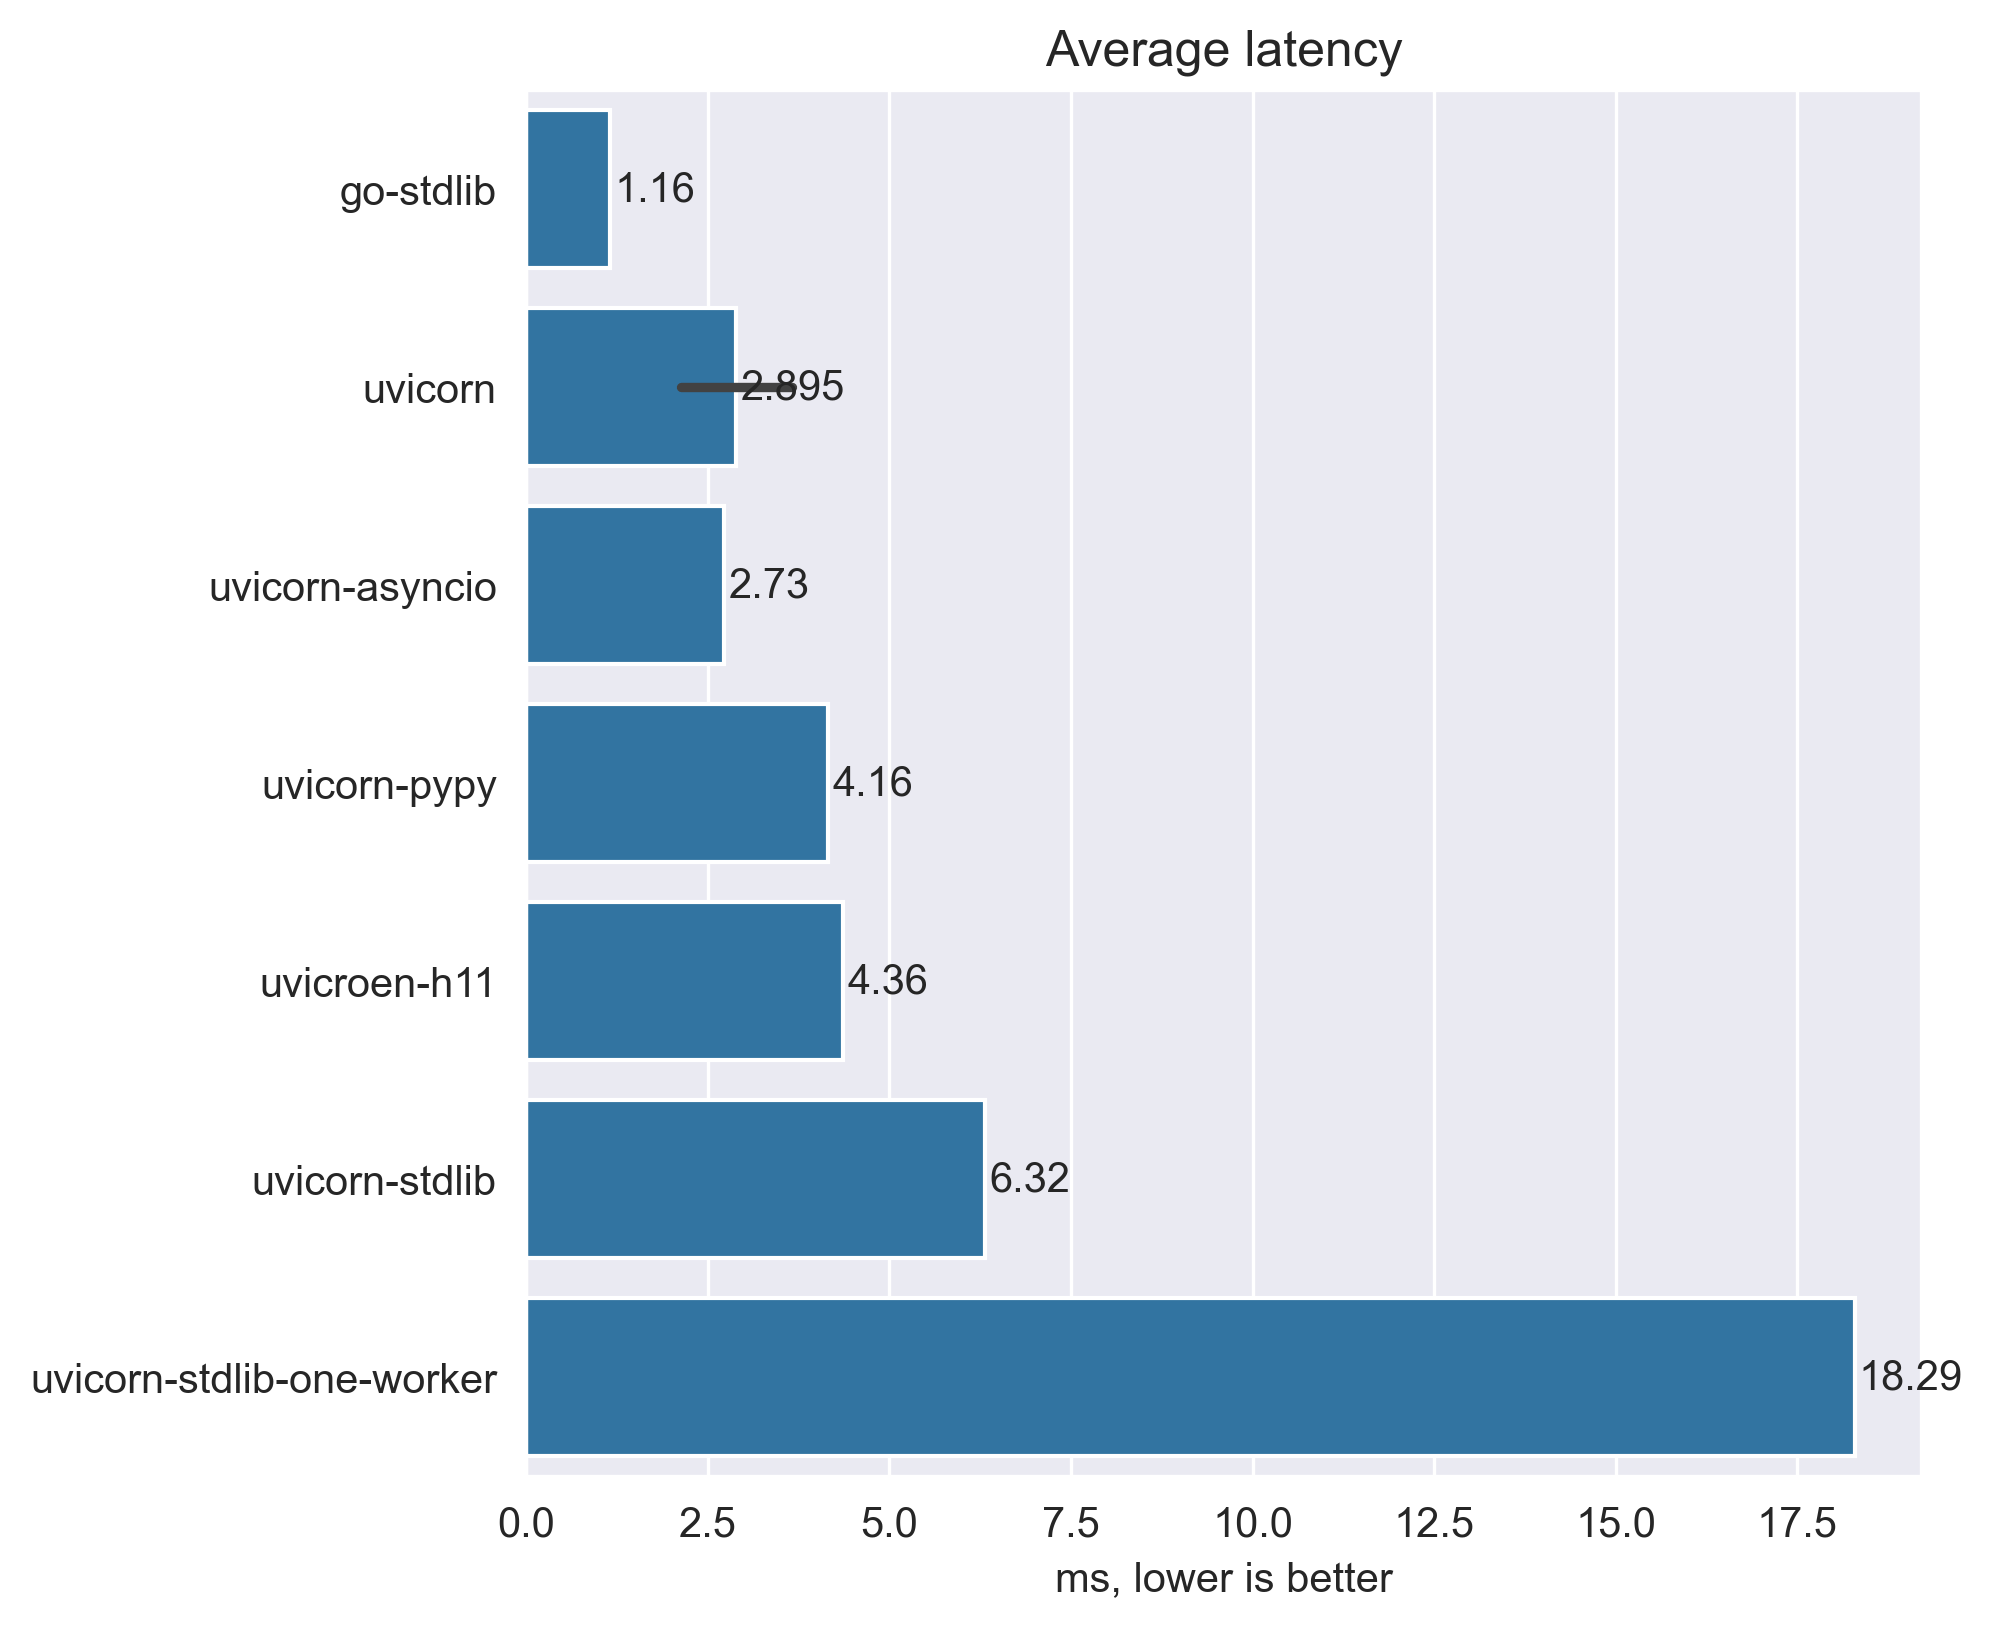 Average latency
go-stdlib 1.16
uvicorn 2.895
uvicorn-asyncio 2.73
uvicorn-pypy 4.16
uvicroen-h11 4.36
uvicorn-stdlib 6.32
uvicorn-stdlib-one-worker 18.29
0.0 2.5 5.0 7.5 10.0 12.5 15.0 17.5
ms, lower is better